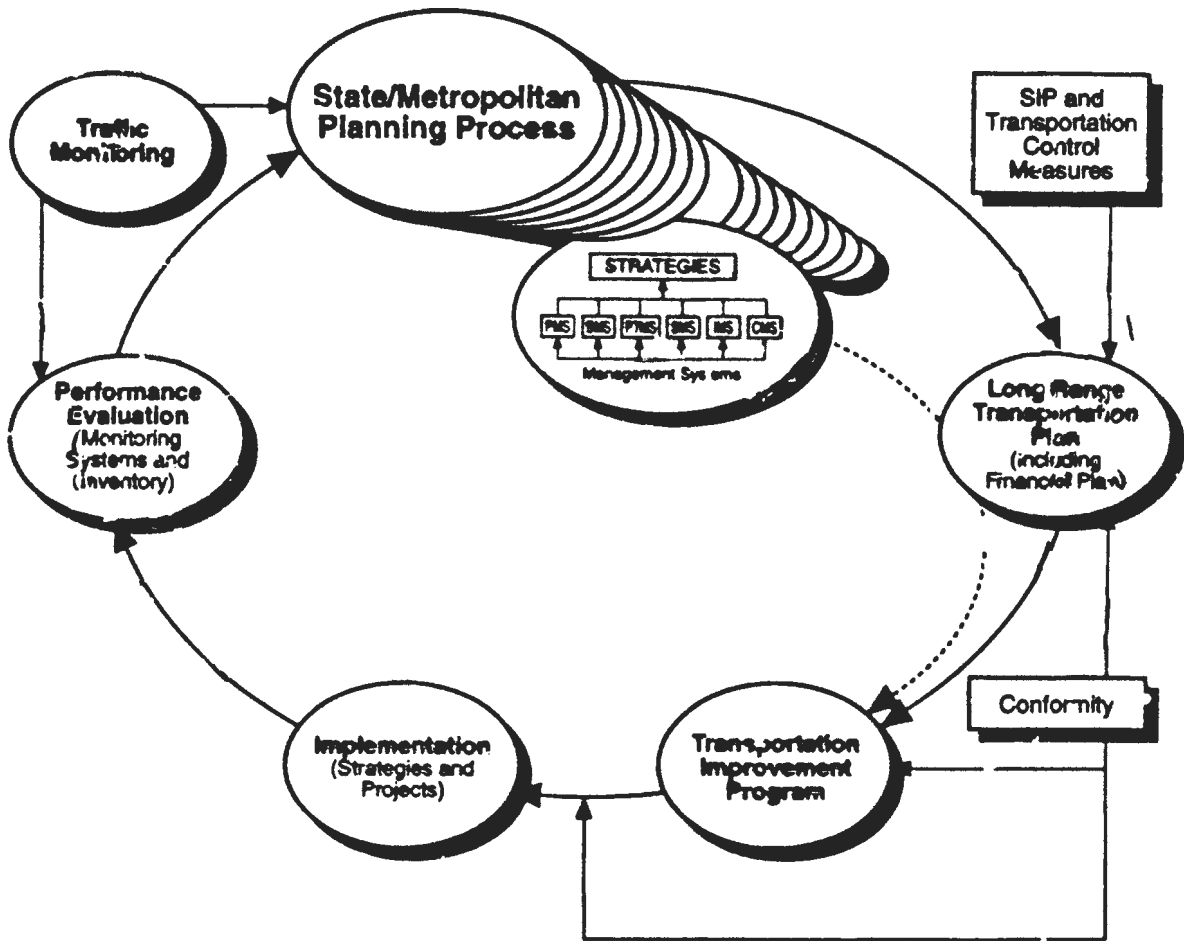 State/Metropolitan
Planning Process
Traffic
Monitoring
SIP and
Transportation
Control
Measures
STRATEGIES
PMS BMS PTMS SMS IMS CMS
Management Systems
Performance
Evaluation
(Monitoring
Systems and
Inventory)
Long Range
Transportation
Plan
(including
Financial Plan)
Conformity
Implementation
(Strategies and
Projects)
Transportation
Improvement
Program